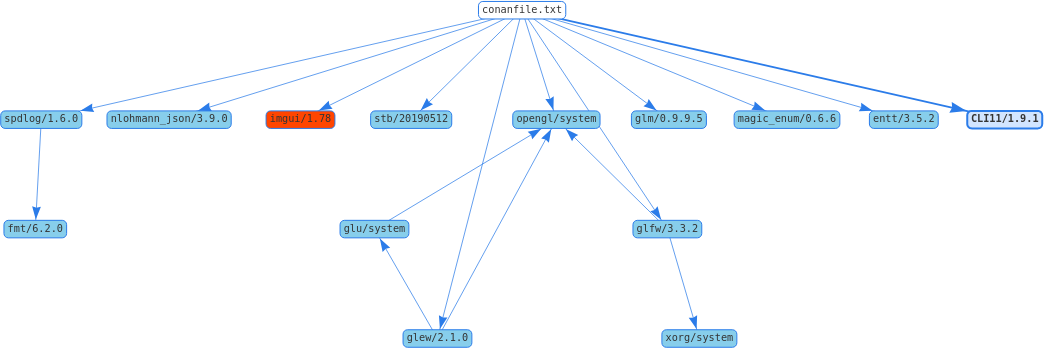 conanfile.txt
spdlog/1.6.0
nlohmann_json/3.9.0
imgui/1.78
stb/20190512
opengl/system
glm/0.9.9.5
magic_enum/0.6.6
entt/3.5.2
CLI11/1.9.1
fmt/6.2.0
glu/system
glfw/3.3.2
glew/2.1.0
xorg/system